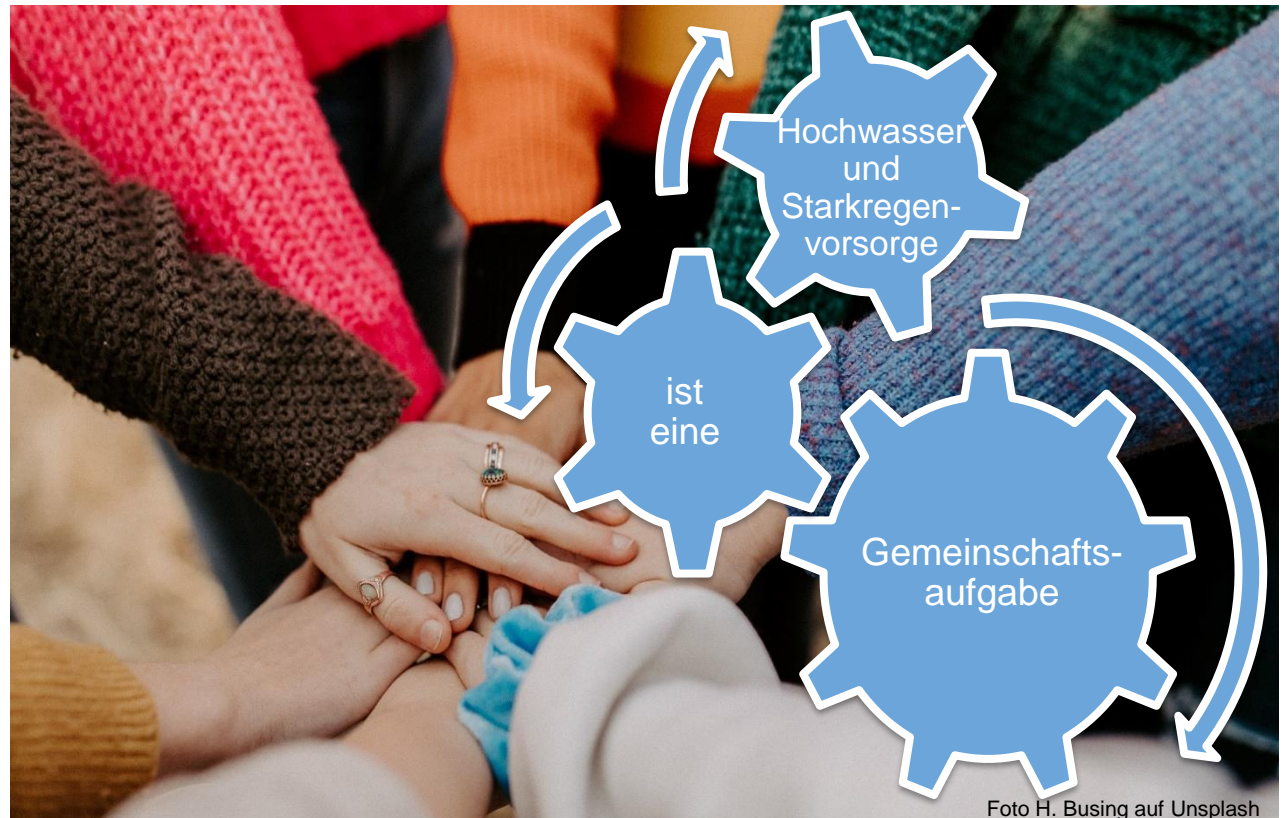 Hochwasser
und
Starkregen-
vorsorge
ist
eine
Gemeinschafts-
aufgabe
Foto H. Busing auf Unsplash